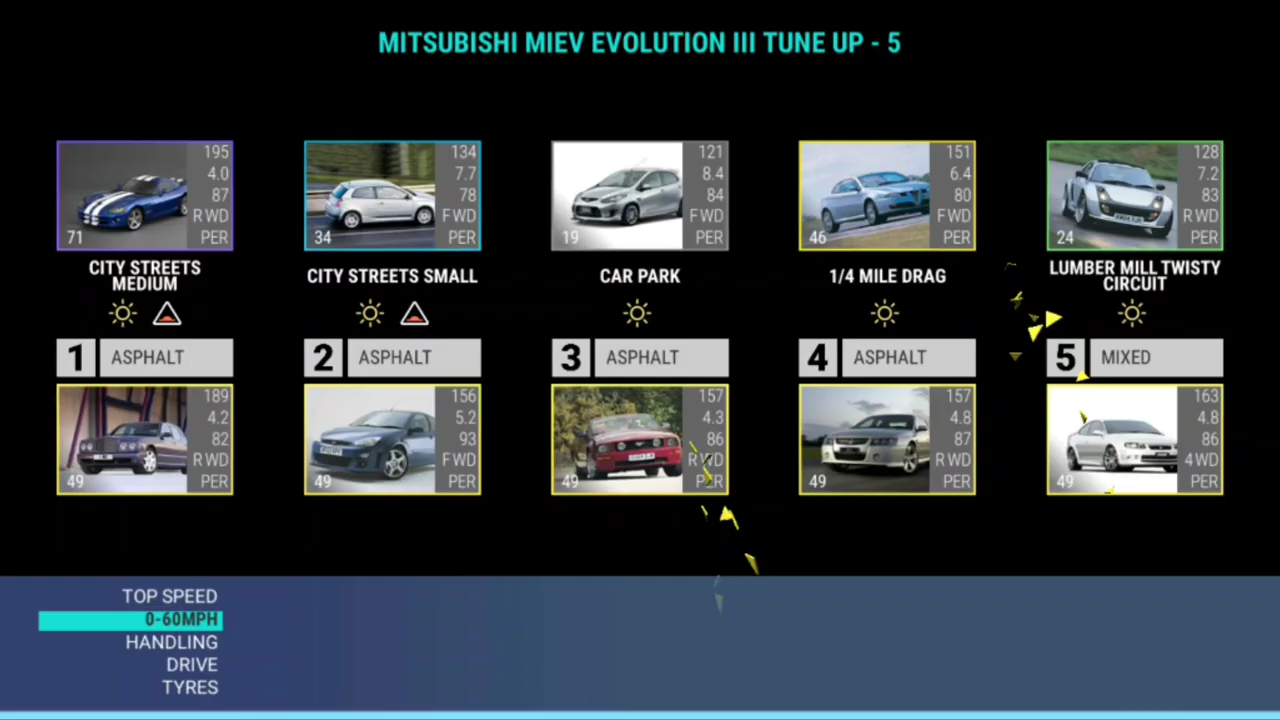 MITSUBISHI MIEV EVOLUTION III TUNE UP - 5
195
4.0
87
RWD
PER
71
134
7.7
78
FWD
PER
34
121
8.4
84
FWD
PER
19
151
6.4
80
FWD
PER
46
128
7.2
83
RWD
PER
24
CITY STREETS
MEDIUM
CITY STREETS SMALL
CAR PARK
1/4 MILE DRAG
LUMBER MILL TWISTY
CIRCUIT
1 ASPHALT
2 ASPHALT
3 ASPHALT
4 ASPHALT
5 MIXED
189
4.2
82
RWD
PER
49
156
5.2
93
FWD
PER
49
157
4.3
86
RWD
PER
49
157
4.8
87
RWD
PER
49
163
4.8
86
4WD
PER
49
TOP SPEED
0-60MPH
HANDLING
DRIVE
TYRES